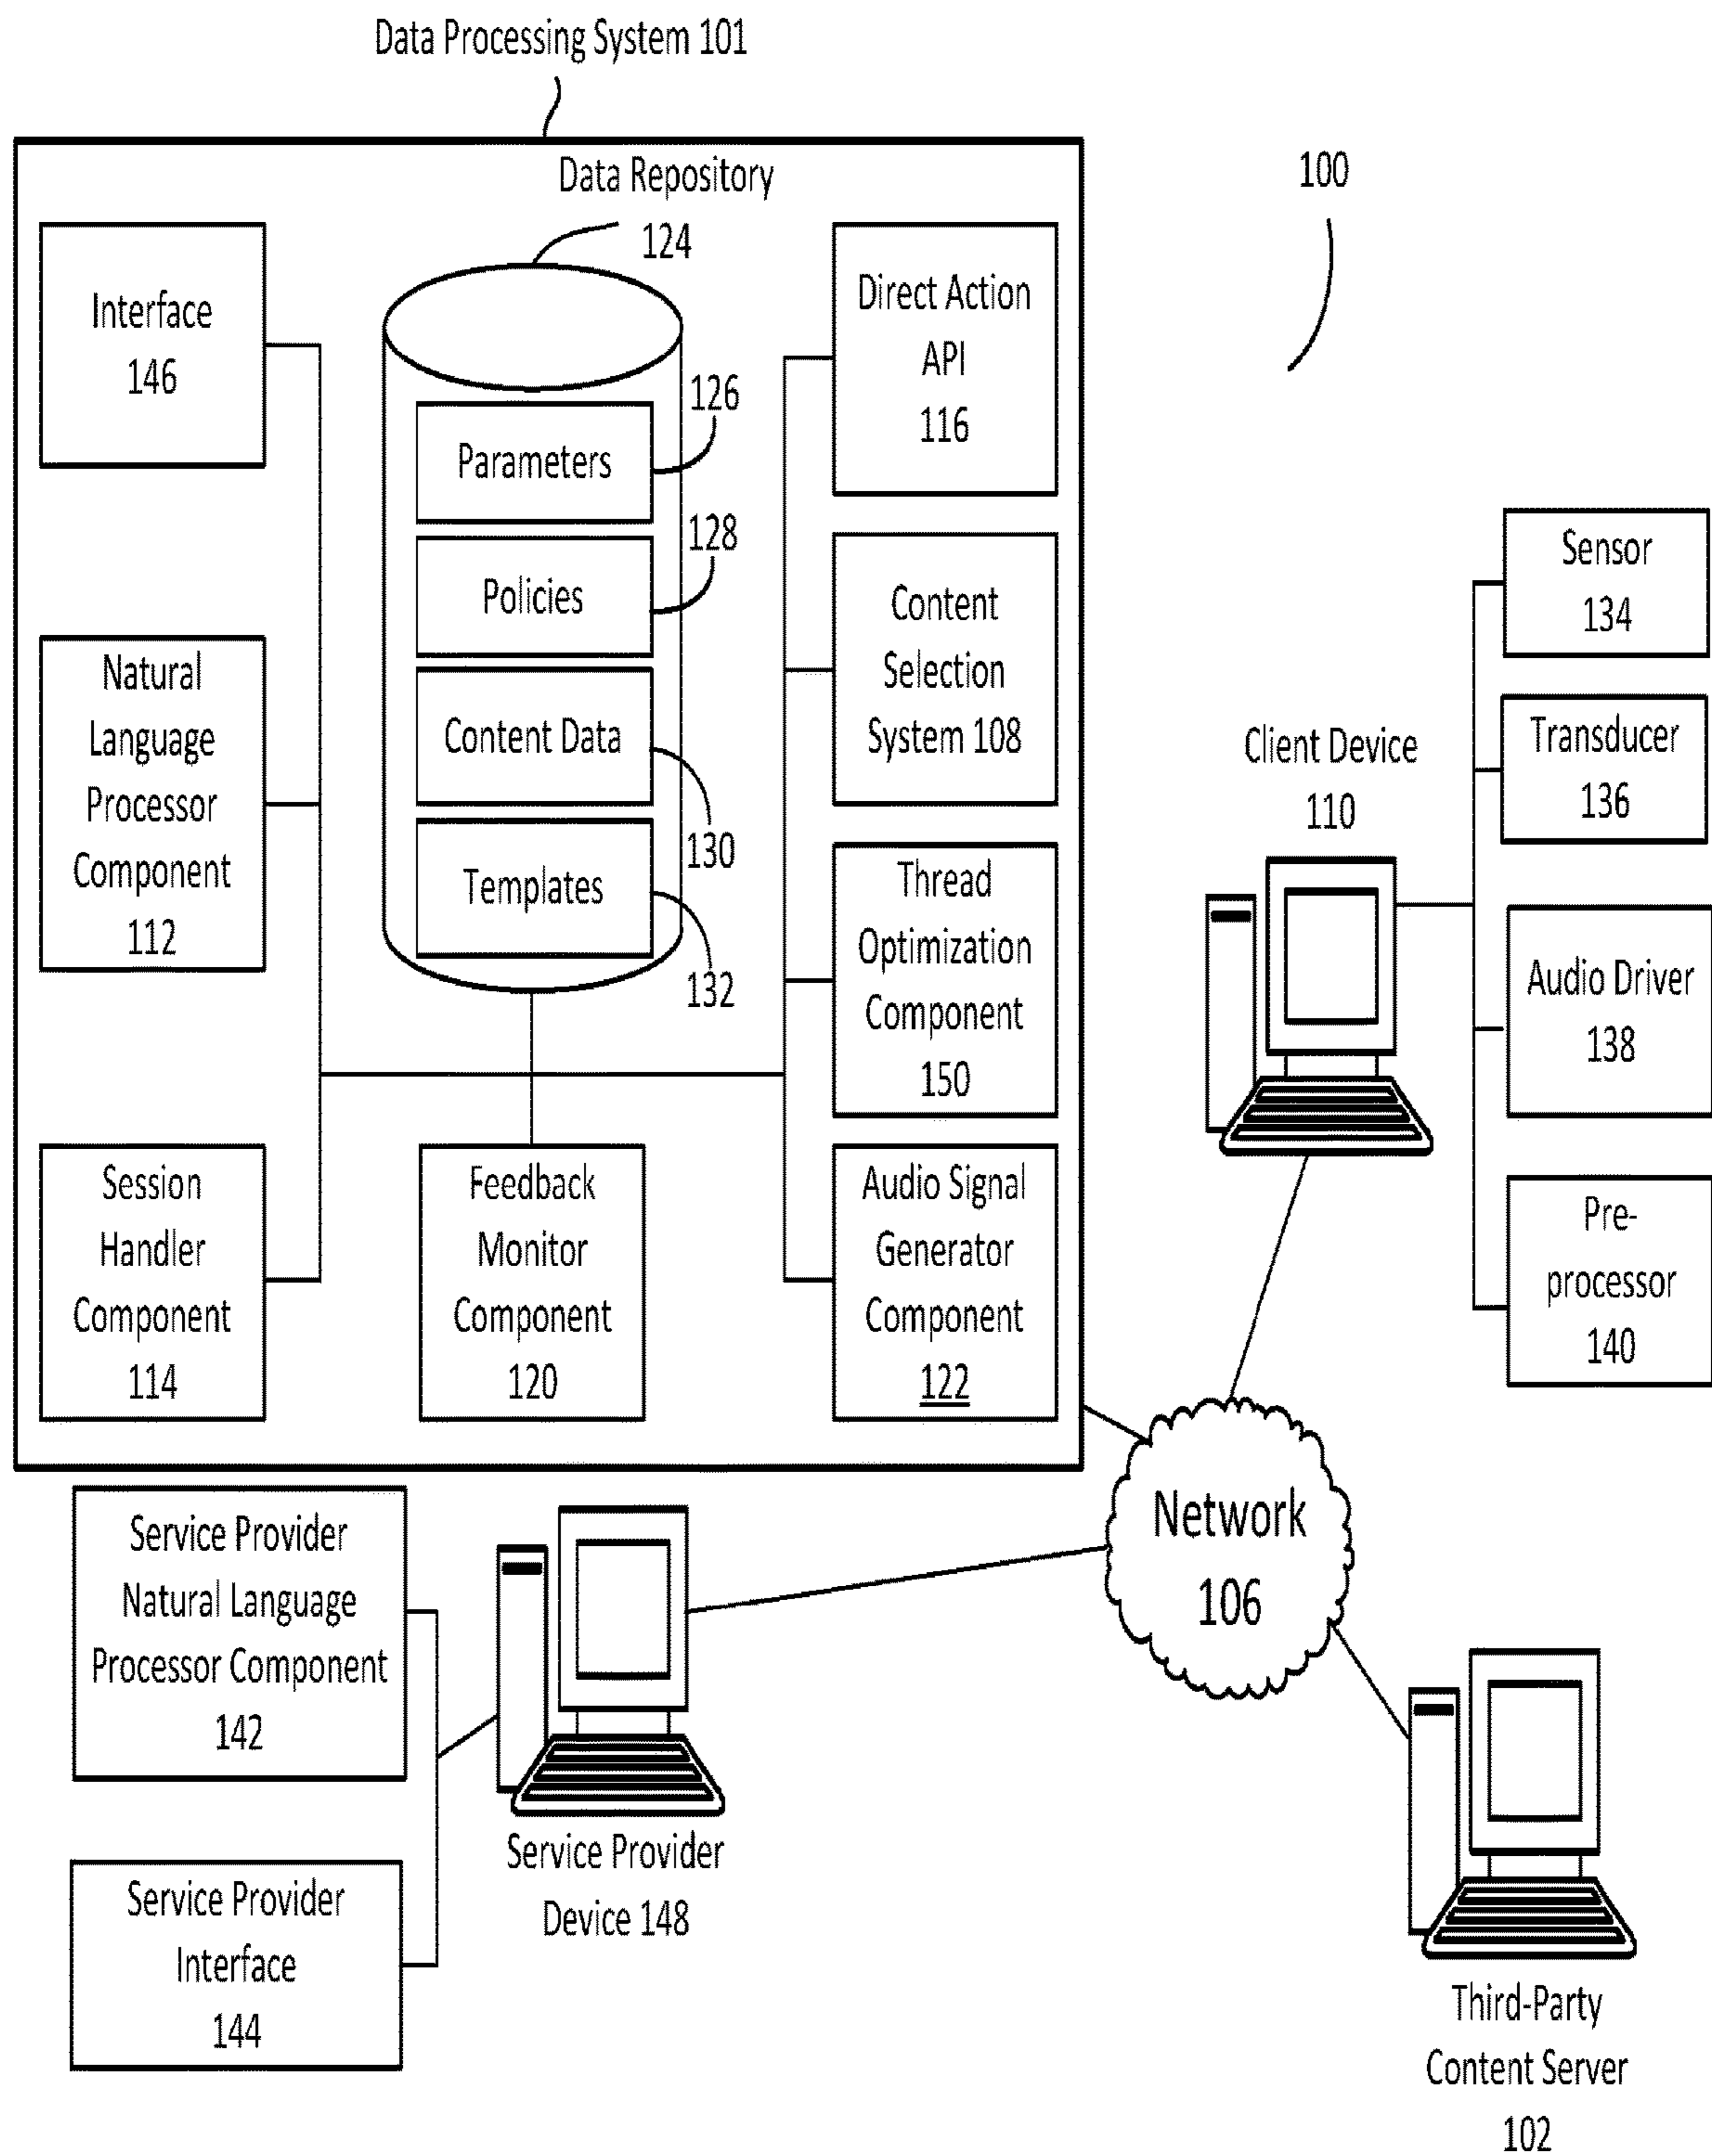 Data Processing System 101
100
Data Repository
124
Interface
146
Natural
Language
Processor
Component
112
Session
Handler
Component
114
Parameters
126
Policies
128
Content Data
130
Templates
132
Feedback
Monitor
Component
120
Direct Action
API
116
Content
Selection
System 108
Thread
Optimization
Component
150
Audio Signal
Generator
Component
122
Client Device
110
Sensor
134
Transducer
136
Audio Driver
138
Pre-
processor
140
Network
106
Service Provider
Natural Language
Processor Component
142
Service Provider
Interface
144
Service Provider
Device 148
Third-Party
Content Server
102